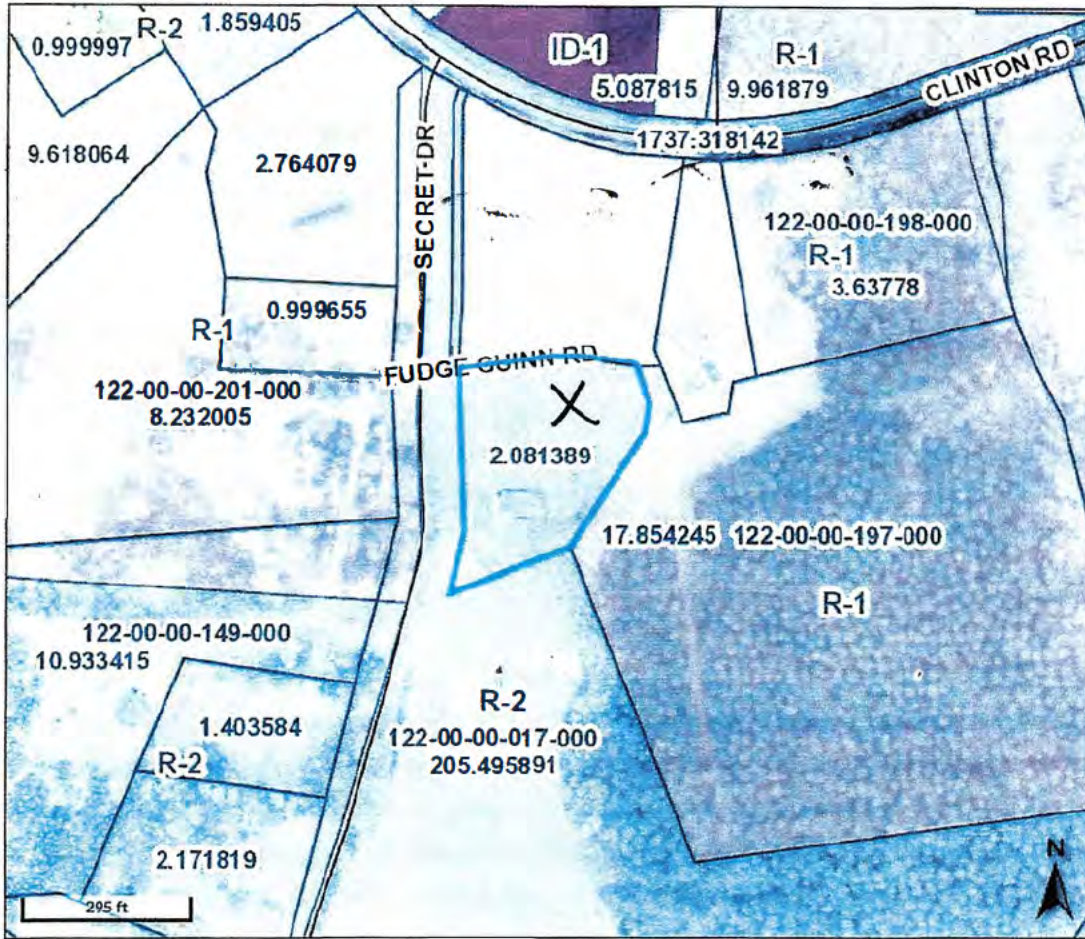 R-2
1.859405
0.999997
ID-1
R-1
5.087815
9.961879
CLINTON RD
1737.318142
9.618064
2.764079
SECRET-DR
122-00-00-198-000
R-1
3.63778
0.999655
R-1
FUDGE GUINN RD
122-00-00-201-000
8.232005
X
2.081389
17.854245
122-00-00-197-000
R-1
122-00-00-149-000
10.933415
R-2
122-00-00-017-000
205.495891
1.403584
R-2
2.171819
295 ft
N